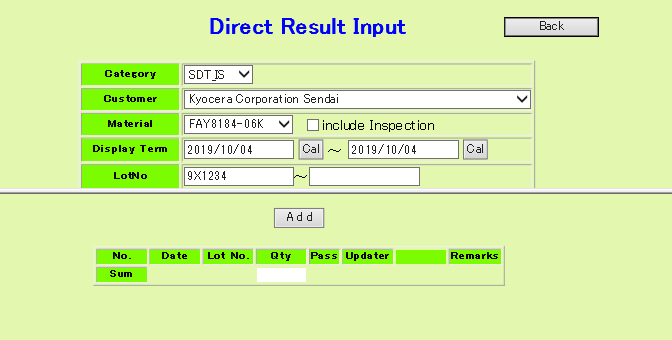 Direct Result Input
Back
Category SDT_IS
Customer Kyocera Corporation Sendai
Material FAY8184-06K include Inspection
Display Term 2019/10/04 Cal ~ 2019/10/04 Cal
LotNo 9X1234 ~
Add
No. Date Lot No. Qty Pass Updater Remarks
Sum